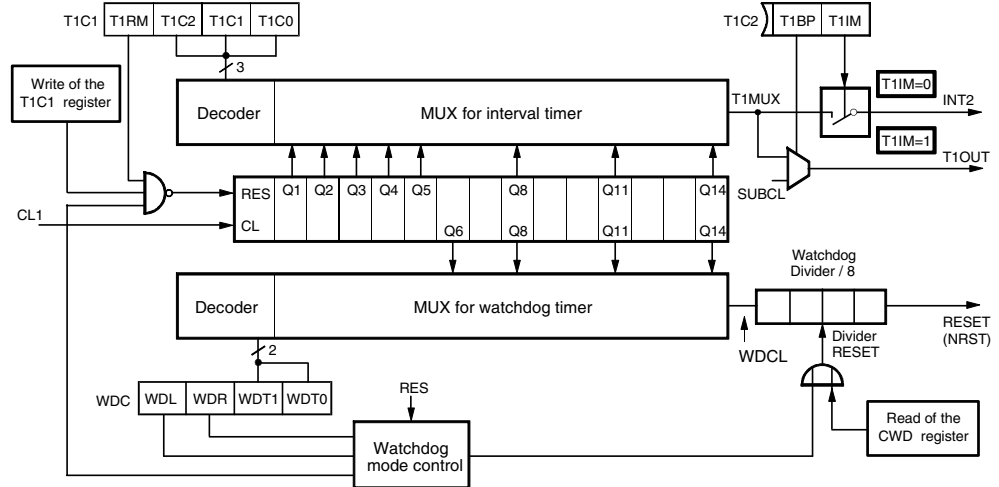 T1C1 T1RM T1C2 T1C1 T1C0
T1C2 T1BP T1IM
3
Write of the
T1C1 register
Decoder
MUX for interval timer
T1MUX
T1IM=0
INT2
T1IM=1
T1OUT
SUBCL
RES Q1 Q2 Q3 Q4 Q5 Q8 Q11 Q14
CL1
CL Q6 Q8 Q11 Q14
Watchdog
Divider / 8
Decoder
MUX for watchdog timer
RESET
(NRST)
Divider
RESET
WDCL
2
RES
WDC WDL WDR WDT1 WDT0
Read of the
CWD register
Watchdog
mode control